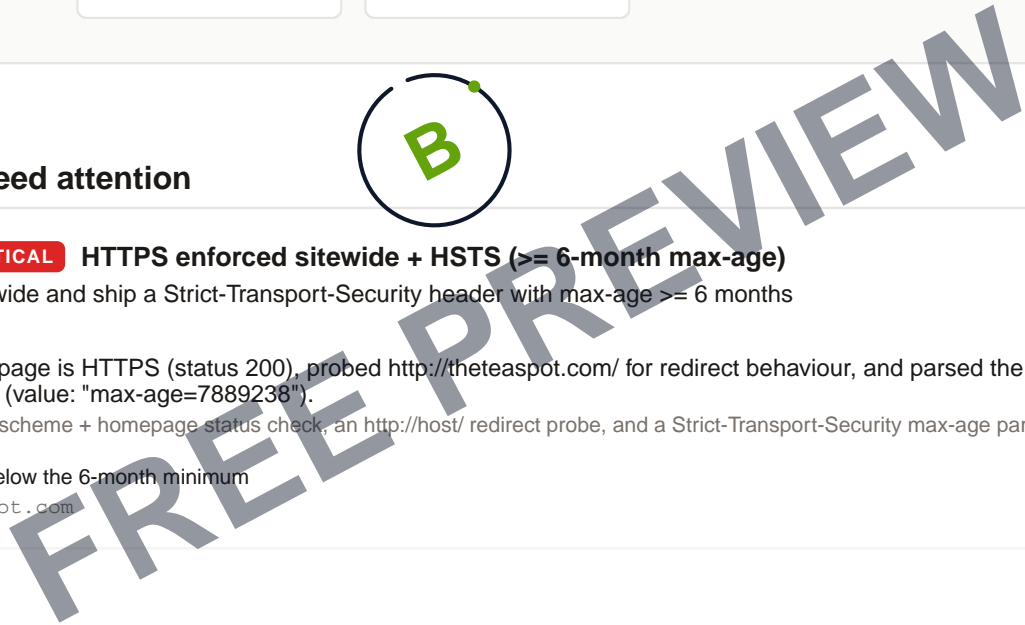 B
eed attention
TICAL HTTPS enforced sitewide + HSTS (>= 6-month max-age)
wide and ship a Strict-Transport-Security header with max-age >= 6 months
page is HTTPS (status 200), probed http://theteaspot.com/ for redirect behaviour, and parsed the
(value: "max-age=7889238").
scheme + homepage status check, an http://host/ redirect probe, and a Strict-Transport-Security max-age par
elow the 6-month minimum
ot.com
FREE PREVIEW